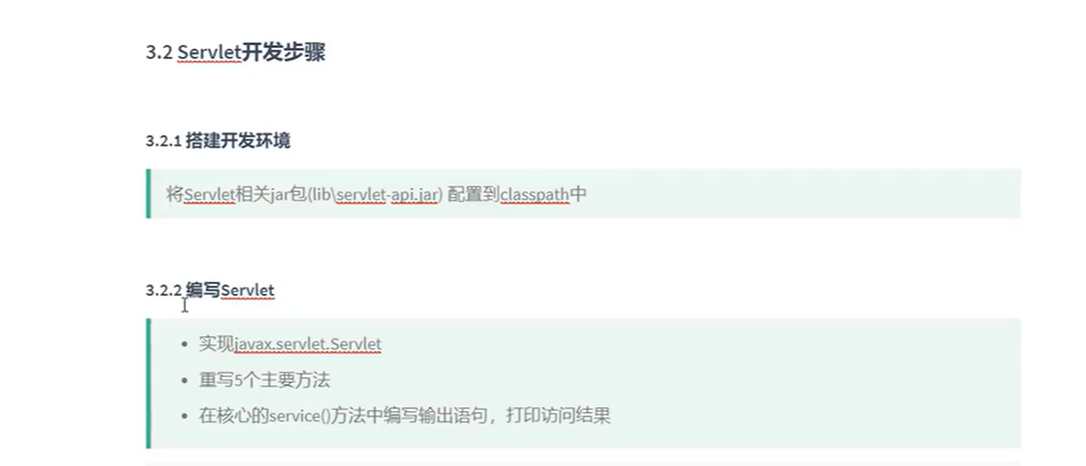 3.2 Servlet开发步骤
3.2.1 搭建开发环境
将Servlet相关jar包(lib\servlet-api.jar) 配置到classpath中
3.2.2 编写Servlet
• 实现javax.servlet.Servlet
• 重写5个主要方法
• 在核心的service()方法中编写输出语句，打印访问结果